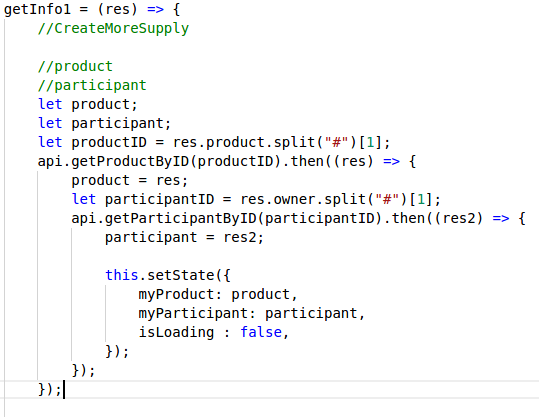 getInfo1 = (res) => {
//CreateMoreSupply
//product
//participant
let product;
let participant;
let productID = res.product.split("#")[1];
api.getProductByID(productID).then((res) => {
product = res;
let participantID = res.owner.split("#")[1];
api.getParticipantByID(participantID).then((res2) => {
participant = res2;
this.setState({
myProduct: product,
myParticipant: participant,
isLoading : false,
});
});
});